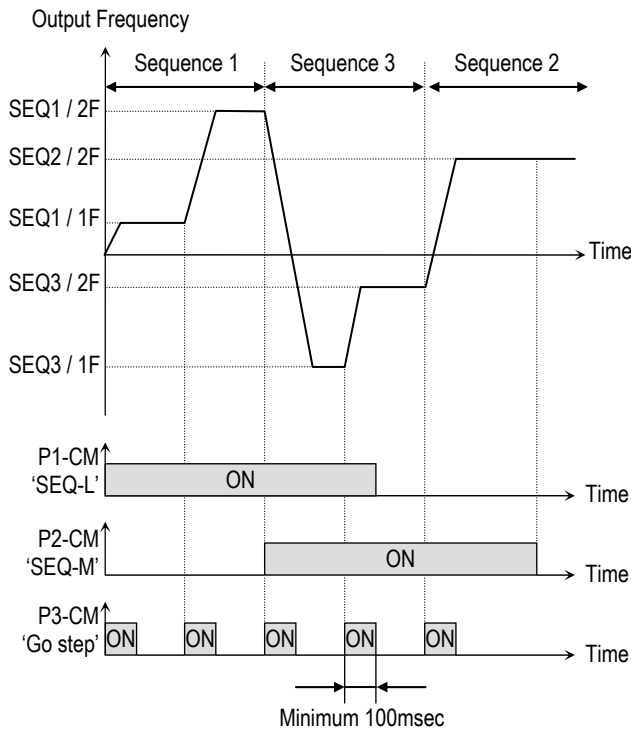 Output Frequency
Sequence 1
Sequence 3
Sequence 2
SEQ1 / 2F
SEQ2 / 2F
SEQ1 / 1F
Time
SEQ3 / 2F
SEQ3 / 1F
P1-CM
'SEQ-L'
ON
Time
P2-CM
'SEQ-M'
ON
Time
P3-CM
'Go step'
ON
ON
ON
ON
ON
Time
Minimum 100msec